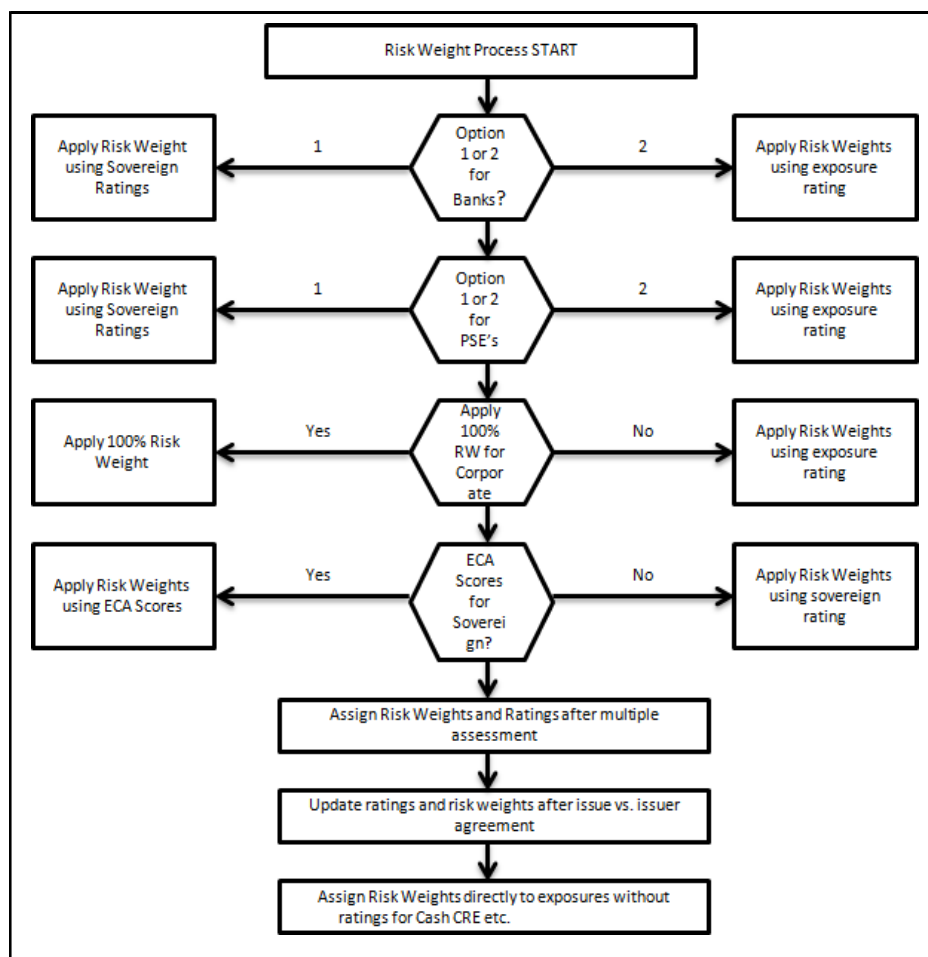 Risk Weight Process START
Option
1 or 2
for
Banks?
1
2
Apply Risk Weight
using Sovereign
Ratings
Apply Risk Weights
using exposure
rating
Option
1 or 2
for
PSE's
1
2
Apply Risk Weight
using Sovereign
Ratings
Apply Risk Weights
using exposure
rating
Apply
100%
RW for
Corpor
ate
Yes
No
Apply 100% Risk
Weight
Apply Risk Weights
using exposure
rating
ECA
Scores
for
Soverei
gn?
Yes
No
Apply Risk Weights
using ECA Scores
Apply Risk Weights
using sovereign
rating
Assign Risk Weights and Ratings after multiple
assessment
Update ratings and risk weights after issue vs. issuer
agreement
Assign Risk Weights directly to exposures without
ratings for Cash CRE etc.